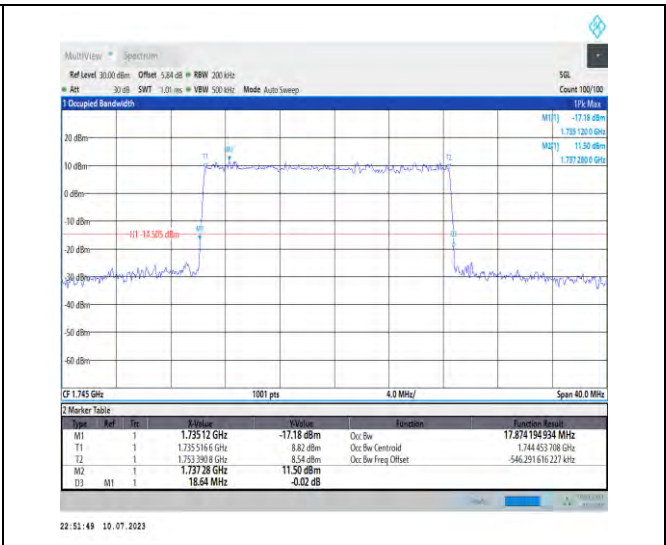 MultiView Spectrum
Ref Level 30.00 dBm Offset 5.84 dB RBW 200 kHz SGL
Att 30 dB SWT 1.01 ms VBW 500 kHz Mode Auto Sweep Count 100/100
1 Occupied Bandwidth 1Pk Max
M1[1] -17.18 dBm
1.735 120 0 GHz
M2[1] 11.50 dBm
1.737 280 0 GHz
20 dBm
T1 M2 T2
10 dBm
0 dBm
-10 dBm
H1 -14.505 dBm M1 D3
-20 dBm
-30 dBm
-40 dBm
-50 dBm
-60 dBm
CF 1.745 GHz 1001 pts 4.0 MHz/ Span 40.0 MHz
2 Marker Table
Type Ref Trc X-Value Y-Value Function Function Result
M1 1 1.73512 GHz -17.18 dBm Occ Bw 17.874 194 934 MHz
T1 1 1.735 516 6 GHz 8.82 dBm Occ Bw Centroid 1.744 453 708 GHz
T2 1 1.753 390 8 GHz 8.54 dBm Occ Bw Freq Offset -546.291 616 227 kHz
M2 1 1.73728 GHz 11.50 dBm
D3 M1 1 18.64 MHz -0.02 dB
22:51:49 10.07.2023